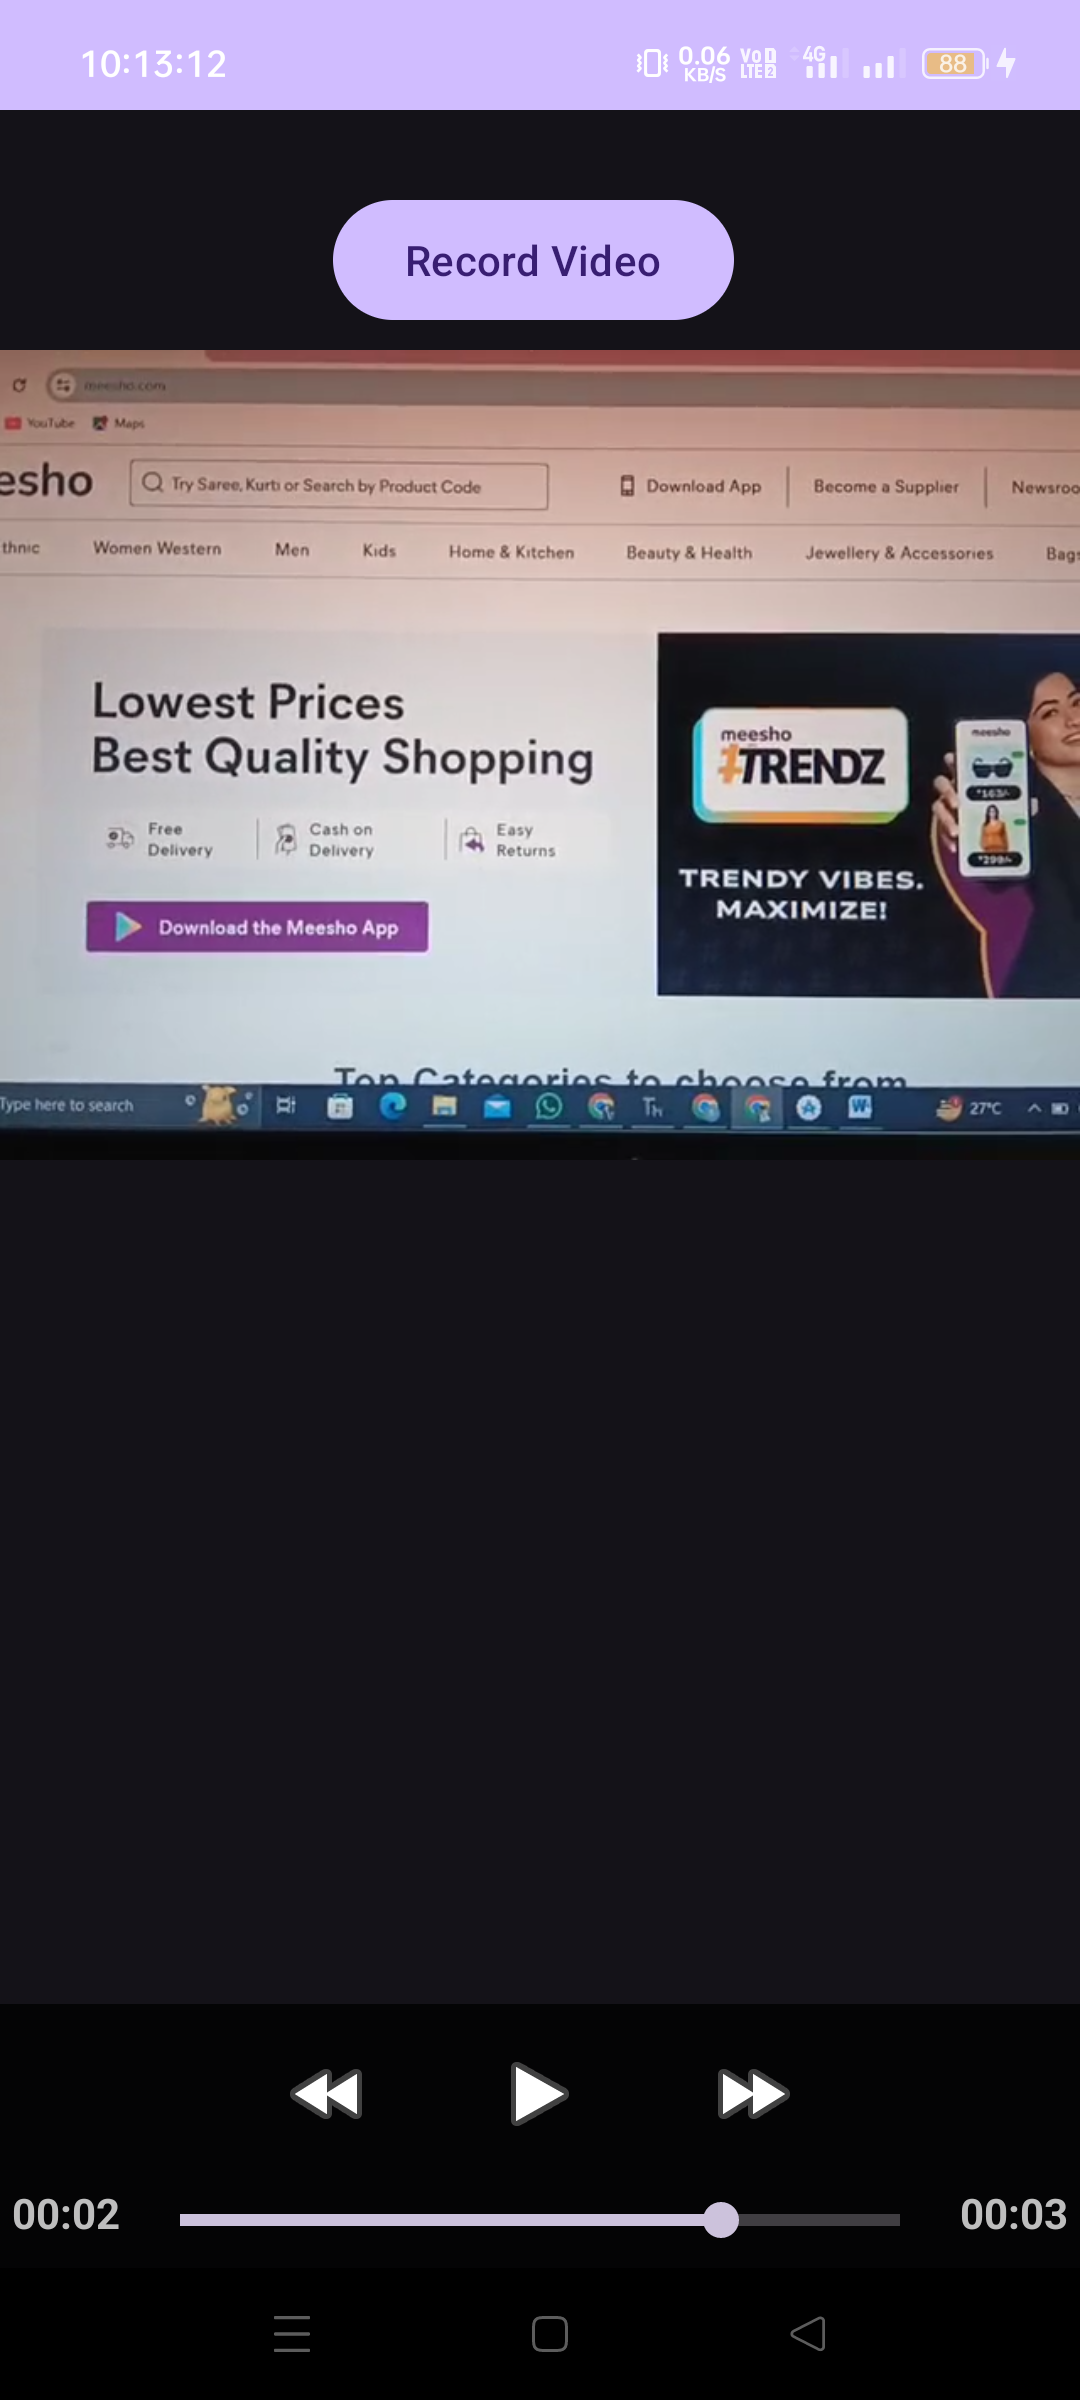 10:13:12
0.06 KB/S
Vo 1 LTE 2
4G
88
Record Video
meesho.com
YouTube Maps
esho
Try Saree, Kurti or Search by Product Code
Download App
Become a Supplier
Newsroo
thnic
Women Western
Men
Kids
Home & Kitchen
Beauty & Health
Jewellery & Accessories
Bags
Lowest Prices
Best Quality Shopping
Free
Delivery
Cash on
Delivery
Easy
Returns
Download the Meesho App
meesho
#TRENDZ
TRENDY VIBES.
MAXIMIZE!
meesho
Top Categories to choose from
Type here to search
27°C
00:02
00:03